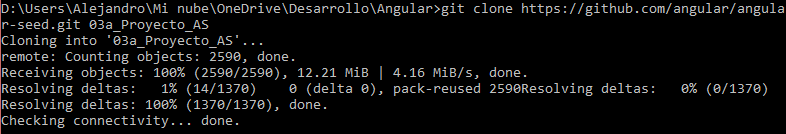 D:\Users\Alejandro\Mi nube\OneDrive\Desarrollo\Angular>git clone https://github.com/angular/angula
r-seed.git 03a_Proyecto_AS
Cloning into '03a_Proyecto_AS'...
remote: Counting objects: 2590, done.
Receiving objects: 100% (2590/2590), 12.21 MiB | 4.16 MiB/s, done.
Resolving deltas:   1% (14/1370)   0 (delta 0), pack-reused 2590Resolving deltas:   0% (0/1370)
Resolving deltas: 100% (1370/1370), done.
Checking connectivity... done.